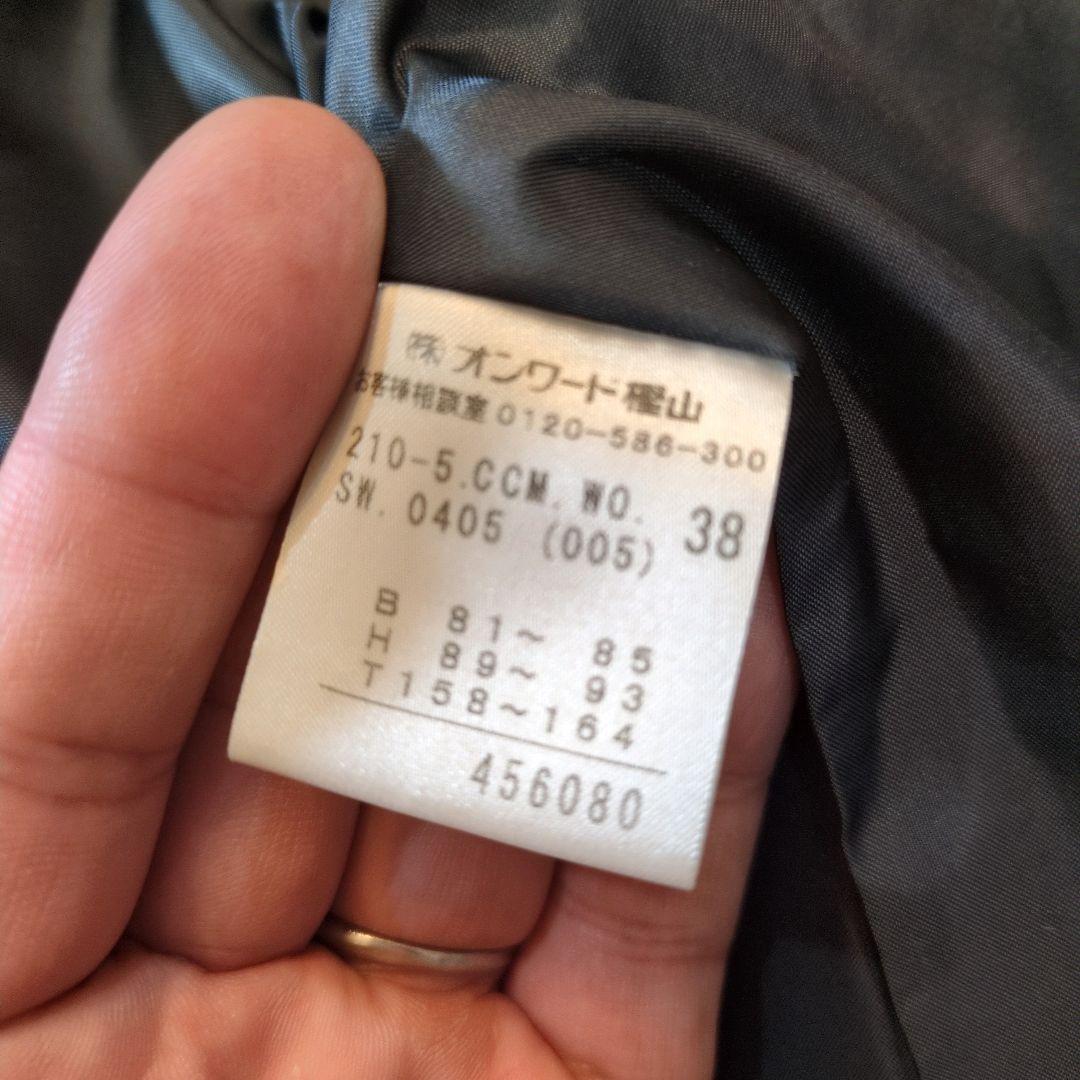 ㈱オンワード樫山
お客様相談室 0120-586-300
210-5.CCM.WO. 38
SW. 0405 (005)
B 81~ 85
H 89~ 93
T158~164
456080